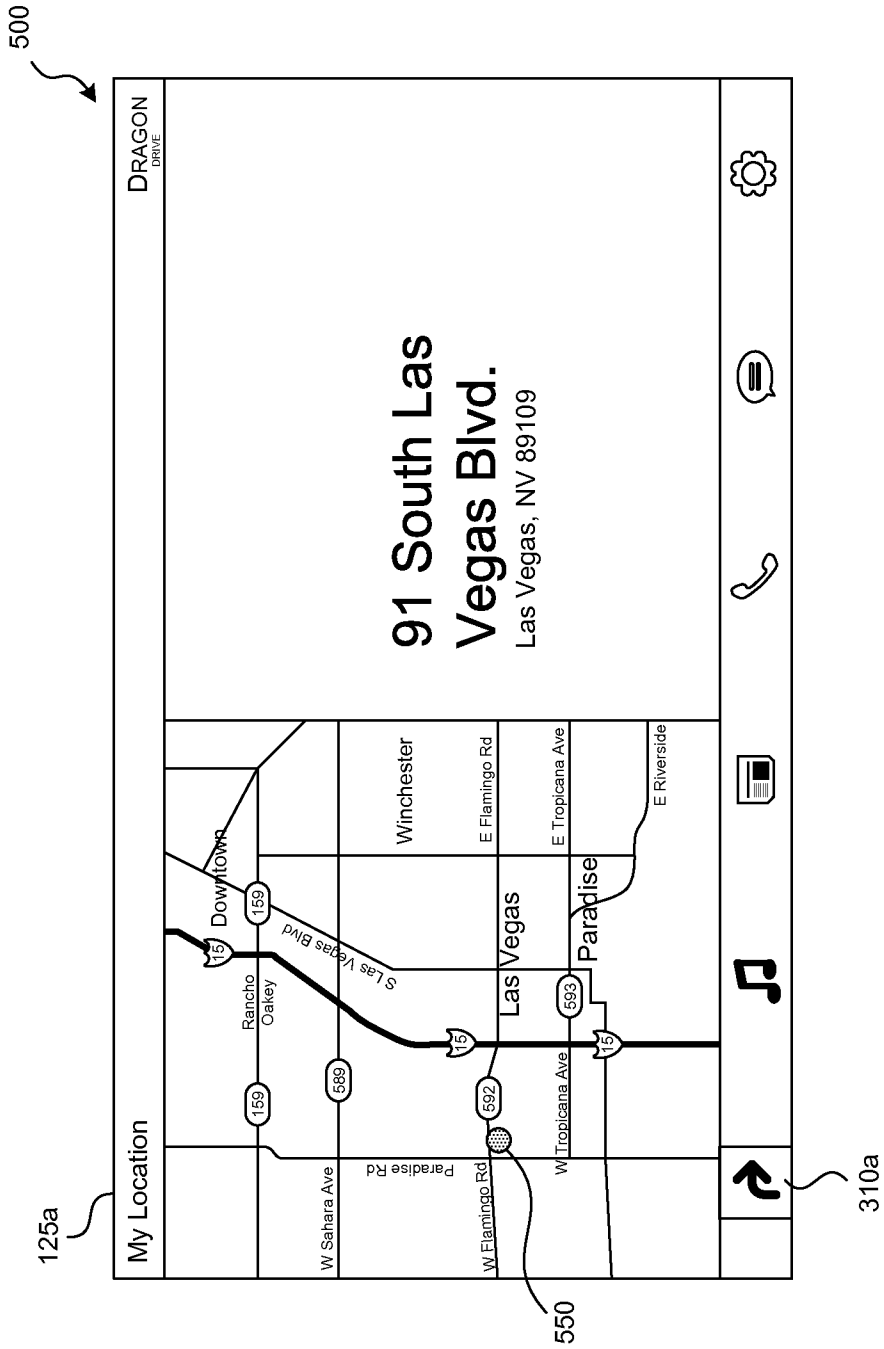 500
125a
My Location
DRAGON
DRIVE
Downtown
15
159
159
Rancho
Oakey
S Las Vegas Blvd
589
W Sahara Ave
Winchester
Paradise Rd
15
592
W Flamingo Rd
E Flamingo Rd
Las Vegas
593
W Tropicana Ave
E Tropicana Ave
Paradise
15
E Riverside
91 South Las
Vegas Blvd.
Las Vegas, NV 89109
550
310a